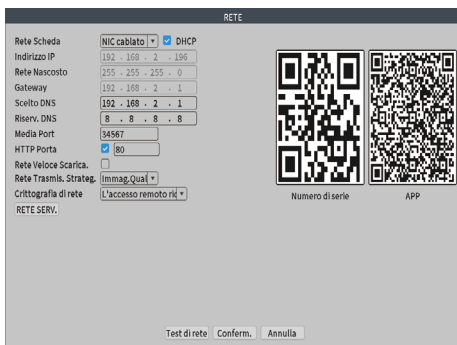 RETE
Rete Scheda NIC cablato DHCP
Indirizzo IP 192 . 168 . 2 . 196
Rete Nascosto 255 . 255 . 255 . 0
Gateway 192 . 168 . 2 . 1
Scelto DNS 192 . 168 . 2 . 1
Riserv. DNS 8 . 8 . 8 . 8
Media Port 34567
HTTP Porta 80
Rete Veloce Scarica.
Rete Trasmis. Strateg. Immag.Qual
Crittografia di rete L'accesso remoto ric
RETE SERV.
Numero di serie APP
Test di rete Conferm. Annulla